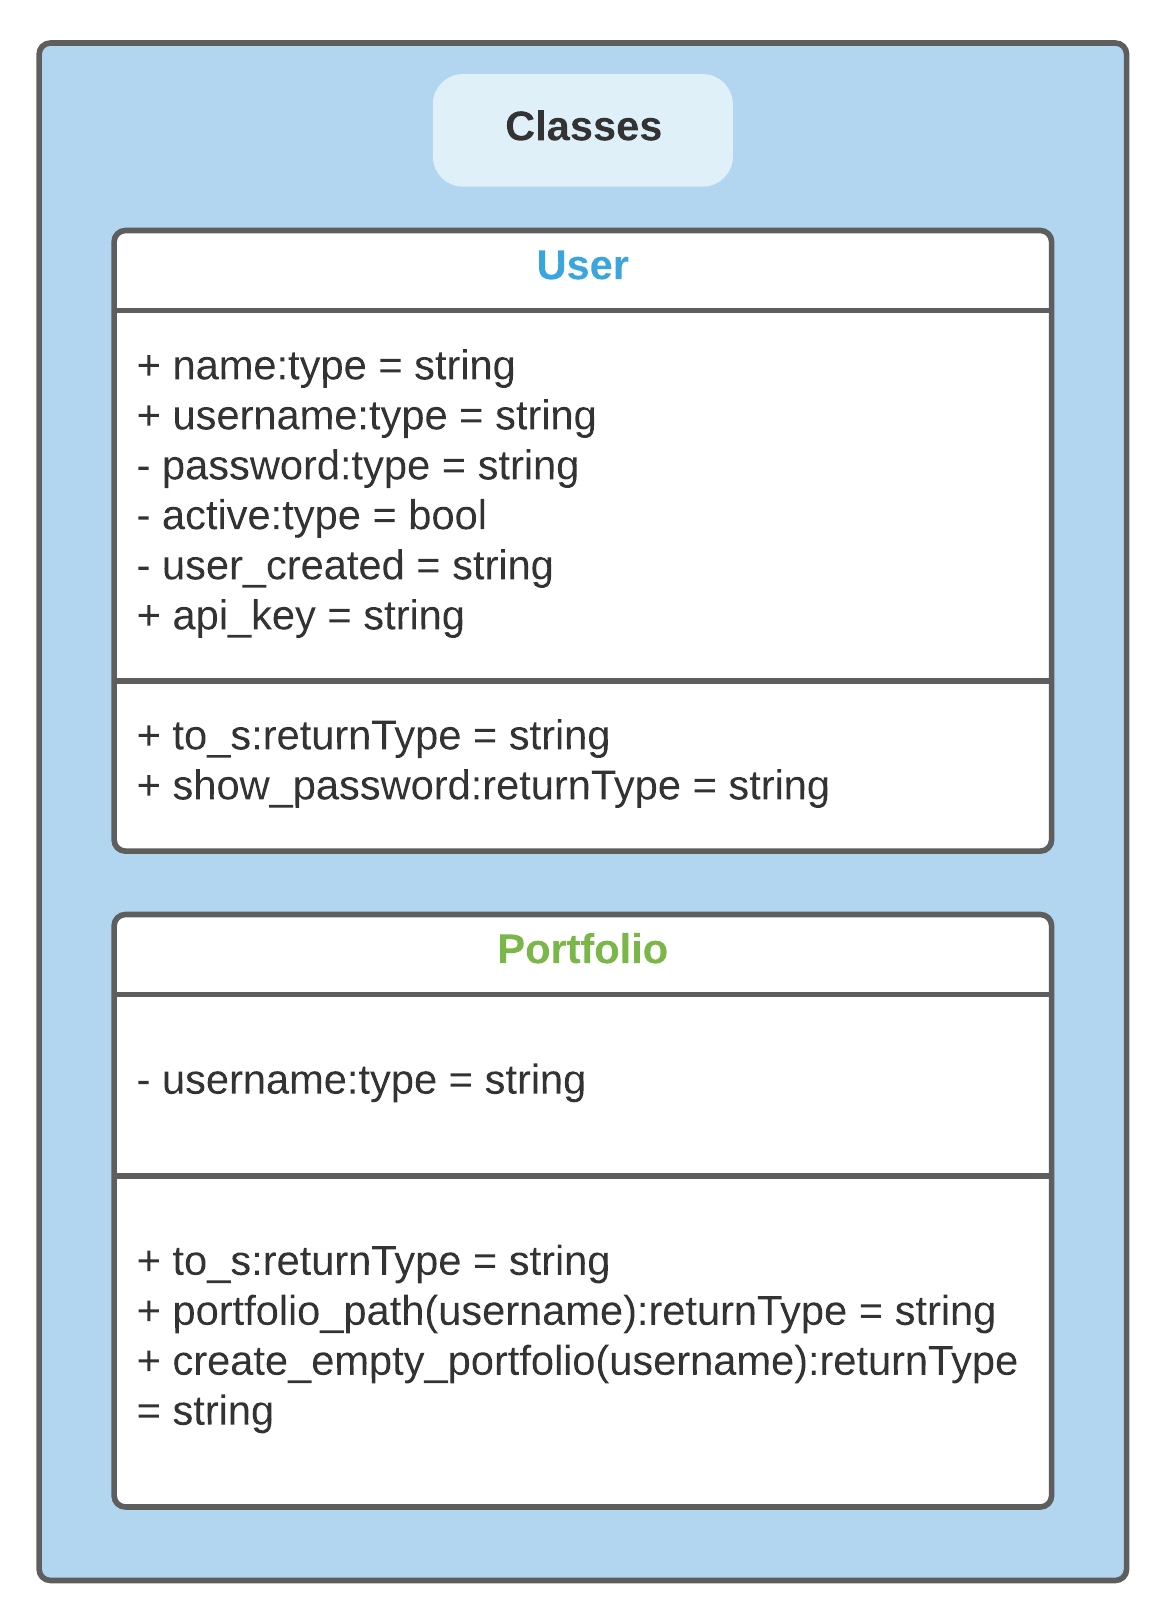 Classes
User
+ name:type = string
+ username:type = string
- password:type = string
- active:type = bool
- user_created = string
+ api_key = string
+ to_s:returnType = string
+ show_password:returnType = string
Portfolio
- username:type = string
+ to_s:returnType = string
+ portfolio_path(username):returnType = string
+ create_empty_portfolio(username):returnType
= string